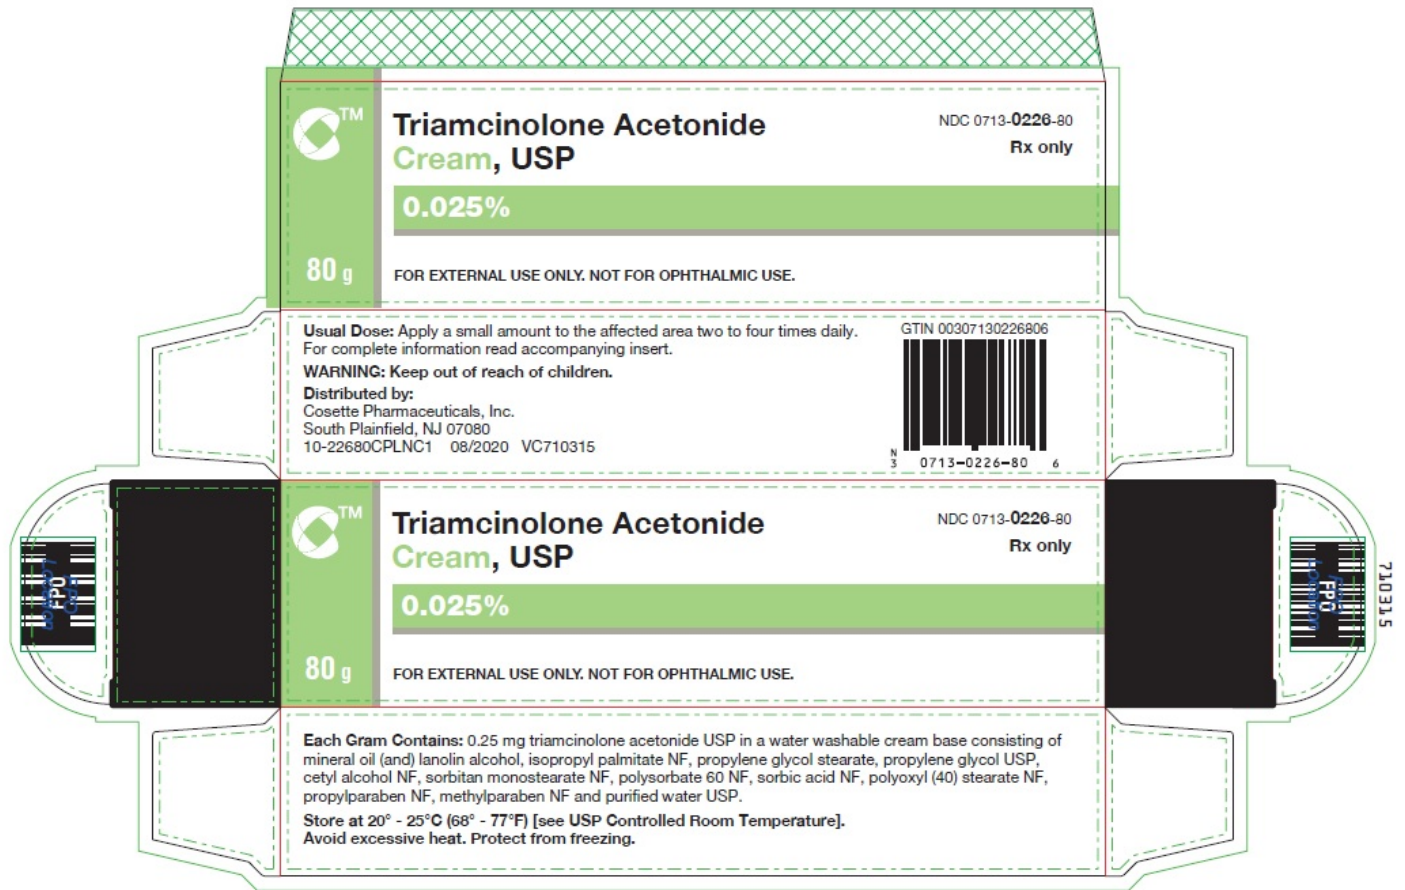 TM
Triamcinolone Acetonide
Cream, USP
NDC 0713-0226-80
Rx only
0.025%
80 g
FOR EXTERNAL USE ONLY. NOT FOR OPHTHALMIC USE.
Usual Dose: Apply a small amount to the affected area two to four times daily.
For complete information read accompanying insert.
WARNING: Keep out of reach of children.
Distributed by:
Cosette Pharmaceuticals, Inc.
South Plainfield, NJ 07080
10-22680CPLNC1 08/2020 VC710315
GTIN 00307130226806
N
3 0713-0226-80 6
TM
Triamcinolone Acetonide
Cream, USP
NDC 0713-0226-80
Rx only
0.025%
80 g
FOR EXTERNAL USE ONLY. NOT FOR OPHTHALMIC USE.
FPO
FPO
Location
FPO
FPO
Location
710315
Each Gram Contains: 0.25 mg triamcinolone acetonide USP in a water washable cream base consisting of
mineral oil (and) lanolin alcohol, isopropyl palmitate NF, propylene glycol stearate, propylene glycol USP,
cetyl alcohol NF, sorbitan monostearate NF, polysorbate 60 NF, sorbic acid NF, polyoxyl (40) stearate NF,
propylparaben NF, methylparaben NF and purified water USP.
Store at 20° - 25°C (68° - 77°F) [see USP Controlled Room Temperature].
Avoid excessive heat. Protect from freezing.